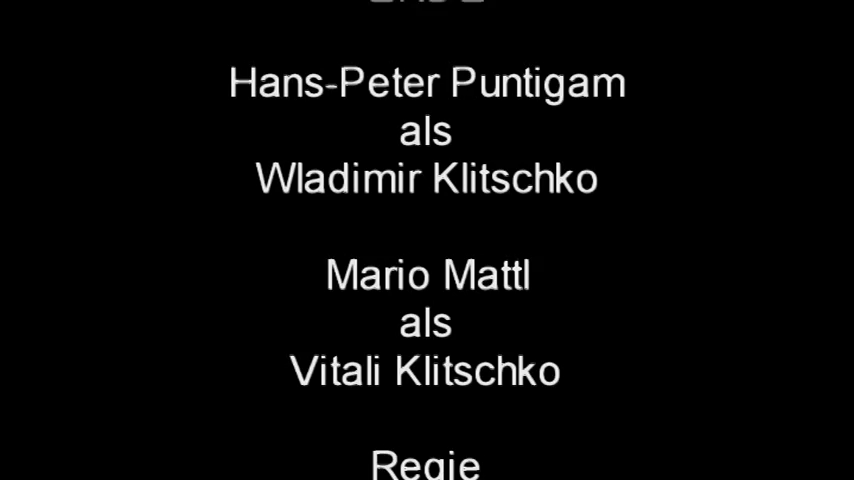 Hans-Peter Puntigam
als
Wladimir Klitschko
Mario Mattl
als
Vitali Klitschko
Regie